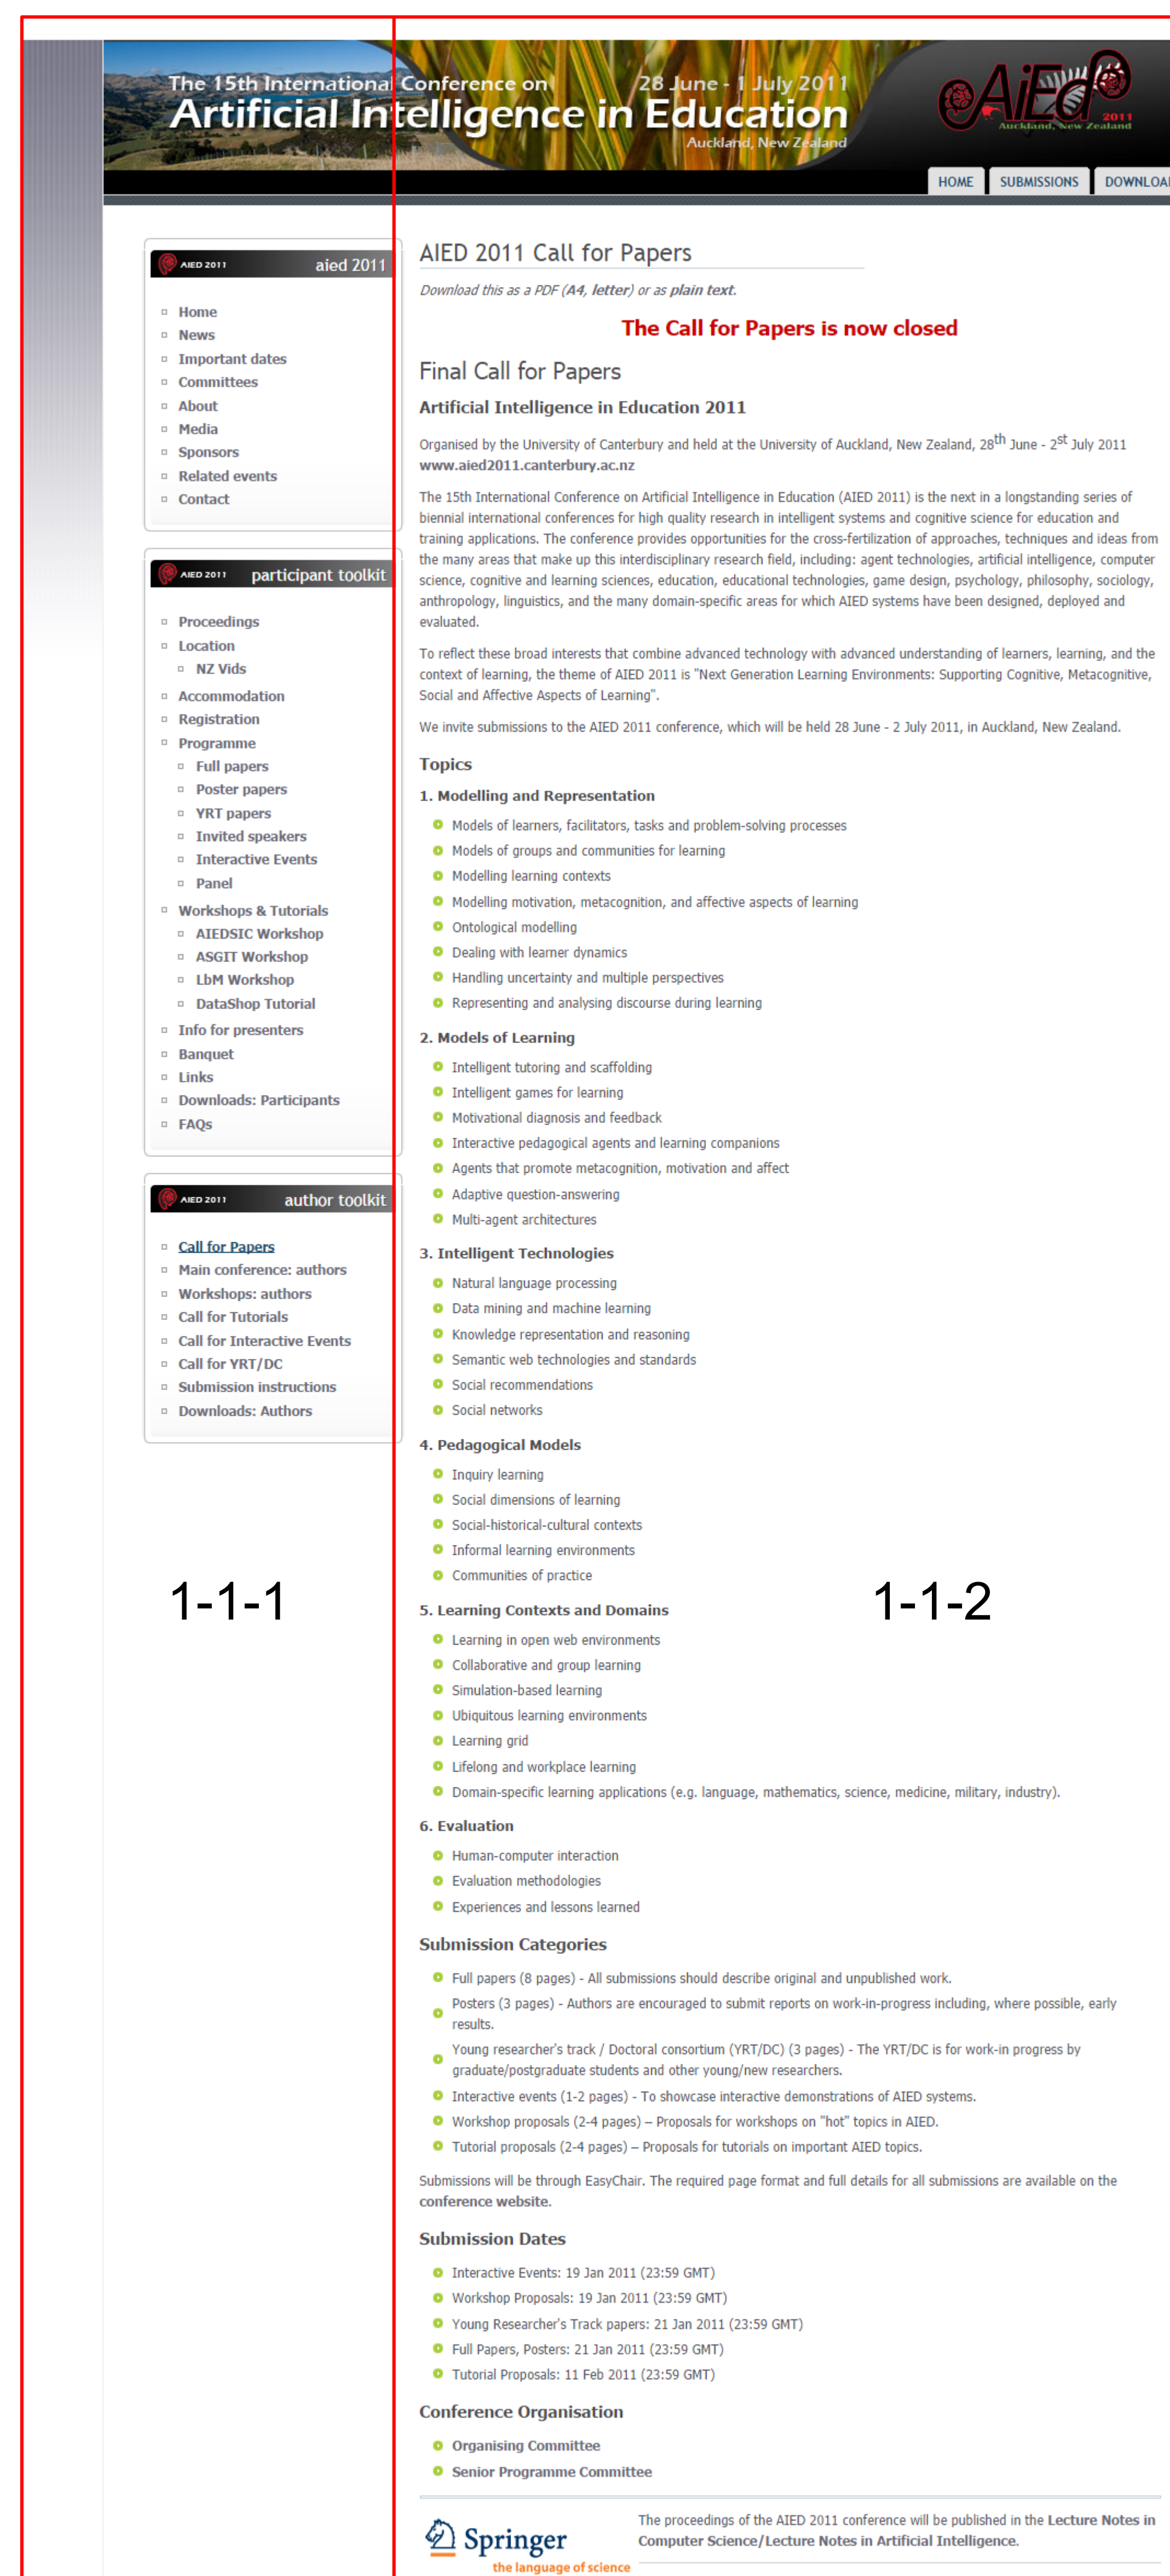 The 15th International Conference on
28 June - 1 July 2011
Artificial Intelligence in Education
Auckland, New Zealand
AiEd
2011
Auckland, New Zealand
HOME
SUBMISSIONS
AIED 2011
aied 2011
Home
News
Important dates
Committees
About
Media
Sponsors
Related events
Contact
AIED 2011
participant toolkit
Proceedings
Location
NZ Vids
Accommodation
Registration
Programme
Full papers
Poster papers
YRT papers
Invited speakers
Interactive Events
Panel
Workshops & Tutorials
AIEDSIC Workshop
ASGIT Workshop
LbM Workshop
DataShop Tutorial
Info for presenters
Banquet
Links
Downloads: Participants
FAQs
AIED 2011
author toolkit
Call for Papers
Main conference: authors
Workshops: authors
Call for Tutorials
Call for Interactive Events
Call for YRT/DC
Submission instructions
Downloads: Authors
1-1-1
AIED 2011 Call for Papers
Download this as a PDF (A4, letter) or as plain text.
The Call for Papers is now closed
Final Call for Papers
Artificial Intelligence in Education 2011
Organised by the University of Canterbury and held at the University of Auckland, New Zealand, 28th June - 2st July 2011
www.aied2011.canterbury.ac.nz
The 15th International Conference on Artificial Intelligence in Education (AIED 2011) is the next in a longstanding series of
biennial international conferences for high quality research in intelligent systems and cognitive science for education and
training applications. The conference provides opportunities for the cross-fertilization of approaches, techniques and ideas from
the many areas that make up this interdisciplinary research field, including: agent technologies, artificial intelligence, computer
science, cognitive and learning sciences, education, educational technologies, game design, psychology, philosophy, sociology,
anthropology, linguistics, and the many domain-specific areas for which AIED systems have been designed, deployed and
evaluated.
To reflect these broad interests that combine advanced technology with advanced understanding of learners, learning, and the
context of learning, the theme of AIED 2011 is "Next Generation Learning Environments: Supporting Cognitive, Metacognitive,
Social and Affective Aspects of Learning".
We invite submissions to the AIED 2011 conference, which will be held 28 June - 2 July 2011, in Auckland, New Zealand.
Topics
1. Modelling and Representation
Models of learners, facilitators, tasks and problem-solving processes
Models of groups and communities for learning
Modelling learning contexts
Modelling motivation, metacognition, and affective aspects of learning
Ontological modelling
Dealing with learner dynamics
Handling uncertainty and multiple perspectives
Representing and analysing discourse during learning
2. Models of Learning
Intelligent tutoring and scaffolding
Intelligent games for learning
Motivational diagnosis and feedback
Interactive pedagogical agents and learning companions
Agents that promote metacognition, motivation and affect
Adaptive question-answering
Multi-agent architectures
3. Intelligent Technologies
Natural language processing
Data mining and machine learning
Knowledge representation and reasoning
Semantic web technologies and standards
Social recommendations
Social networks
4. Pedagogical Models
Inquiry learning
Social dimensions of learning
Social-historical-cultural contexts
Informal learning environments
Communities of practice
1-1-2
5. Learning Contexts and Domains
Learning in open web environments
Collaborative and group learning
Simulation-based learning
Ubiquitous learning environments
Learning grid
Lifelong and workplace learning
Domain-specific learning applications (e.g. language, mathematics, science, medicine, military, industry).
6. Evaluation
Human-computer interaction
Evaluation methodologies
Experiences and lessons learned
Submission Categories
Full papers (8 pages) - All submissions should describe original and unpublished work.
Posters (3 pages) - Authors are encouraged to submit reports on work-in-progress including, where possible, early
results.
Young researcher's track / Doctoral consortium (YRT/DC) (3 pages) - The YRT/DC is for work-in progress by
graduate/postgraduate students and other young/new researchers.
Interactive events (1-2 pages) - To showcase interactive demonstrations of AIED systems.
Workshop proposals (2-4 pages) – Proposals for workshops on "hot" topics in AIED.
Tutorial proposals (2-4 pages) – Proposals for tutorials on important AIED topics.
Submissions will be through EasyChair. The required page format and full details for all submissions are available on the
conference website.
Submission Dates
Interactive Events: 19 Jan 2011 (23:59 GMT)
Workshop Proposals: 19 Jan 2011 (23:59 GMT)
Young Researcher's Track papers: 21 Jan 2011 (23:59 GMT)
Full Papers, Posters: 21 Jan 2011 (23:59 GMT)
Tutorial Proposals: 11 Feb 2011 (23:59 GMT)
Conference Organisation
Organising Committee
Senior Programme Committee
Springer
the language of science
The proceedings of the AIED 2011 conference will be published in the Lecture Notes in
Computer Science/Lecture Notes in Artificial Intelligence.